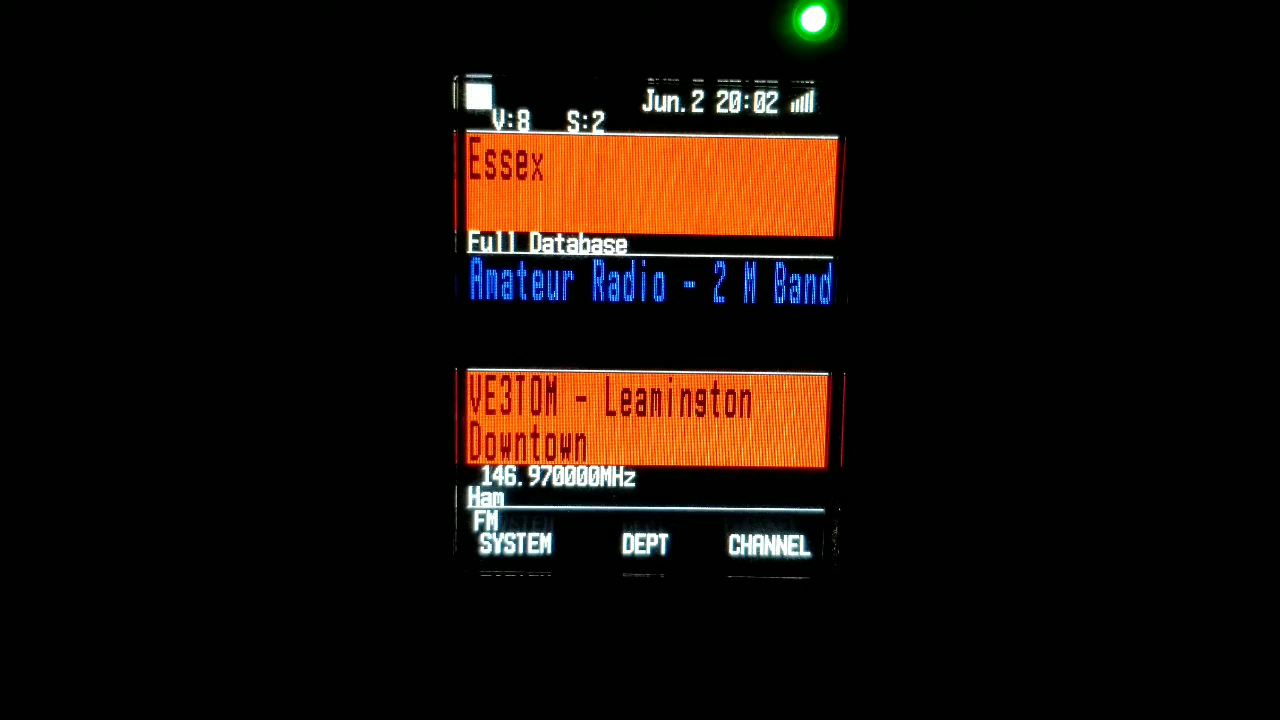 Jun. 2 20:02
V:8 S:2
Essex
Full Database
Amateur Radio - 2 M Band
VE3TOM - Leamington
Downtown
146.970000MHz
Ham
FM
SYSTEM DEPT CHANNEL